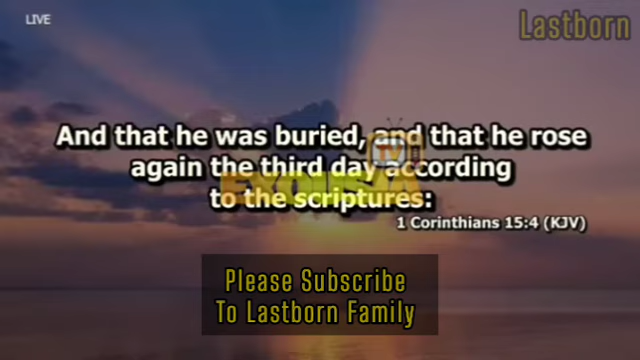 LIVE
Lastborn
And that he was buried, and that he rose
again the third day according
to the scriptures:
1 Corinthians 15:4 (KJV)
TV
Please Subscribe
To Lastborn Family